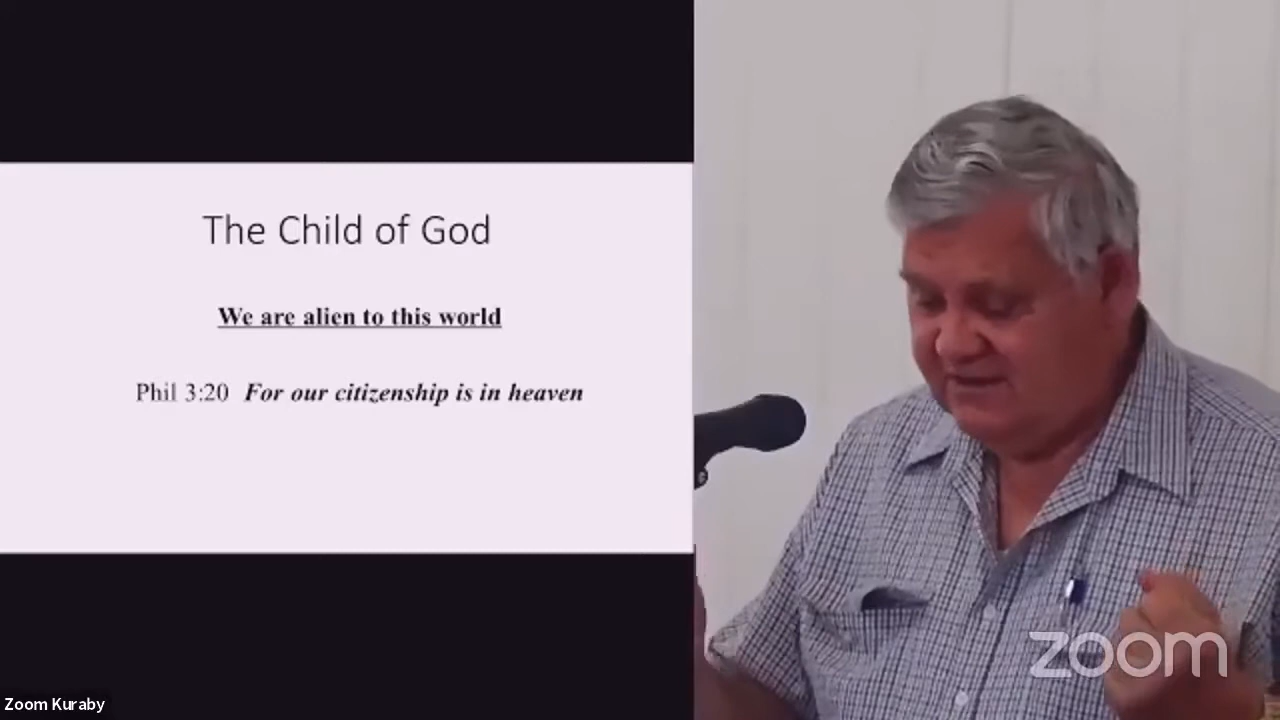 The Child of God
We are alien to this world
Phil 3:20 For our citizenship is in heaven
zoom
Zoom Kuraby